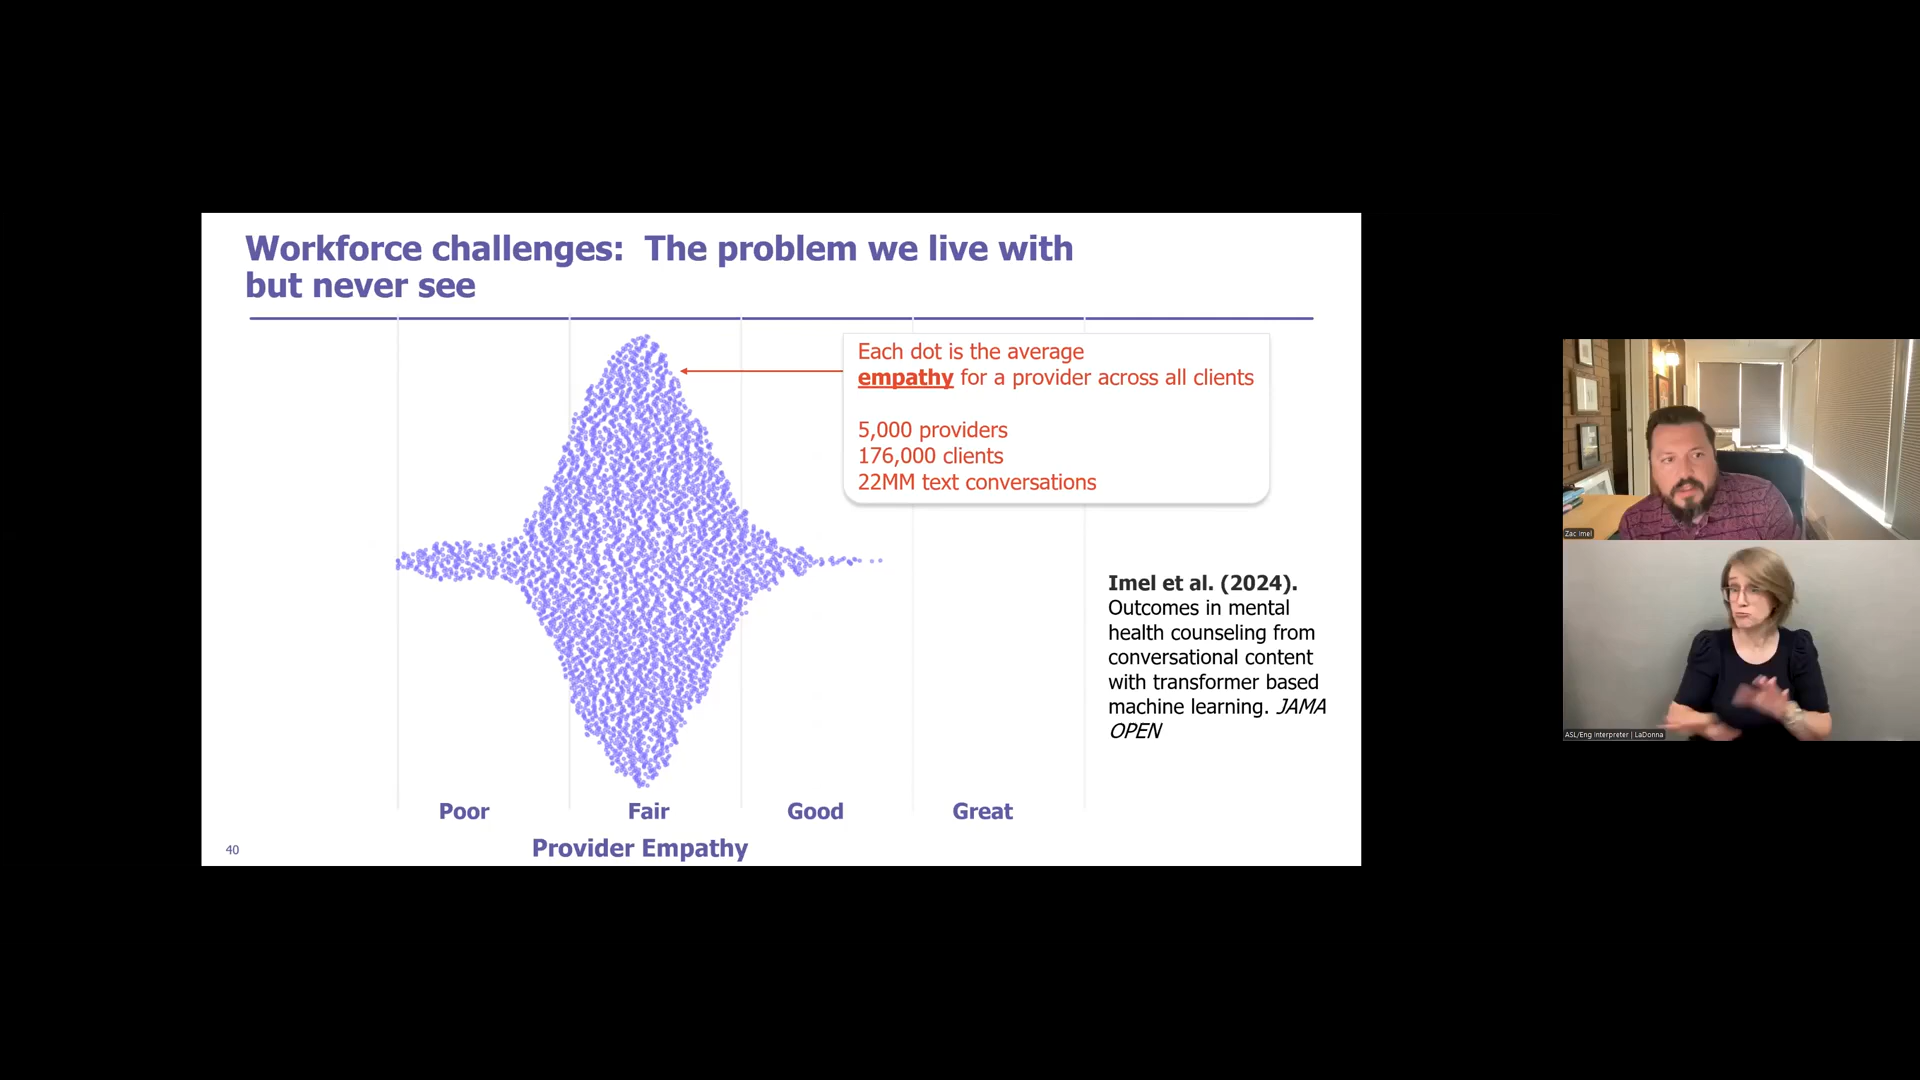 Workforce challenges:  The problem we live with
but never see
Each dot is the average
empathy for a provider across all clients
5,000 providers
176,000 clients
22MM text conversations
Imel et al. (2024).
Outcomes in mental
health counseling from
conversational content
with transformer based
machine learning. JAMA
OPEN
Poor
Fair
Good
Great
Provider Empathy
40
Zac Imel
ASL/Eng Interpreter | LaDonna